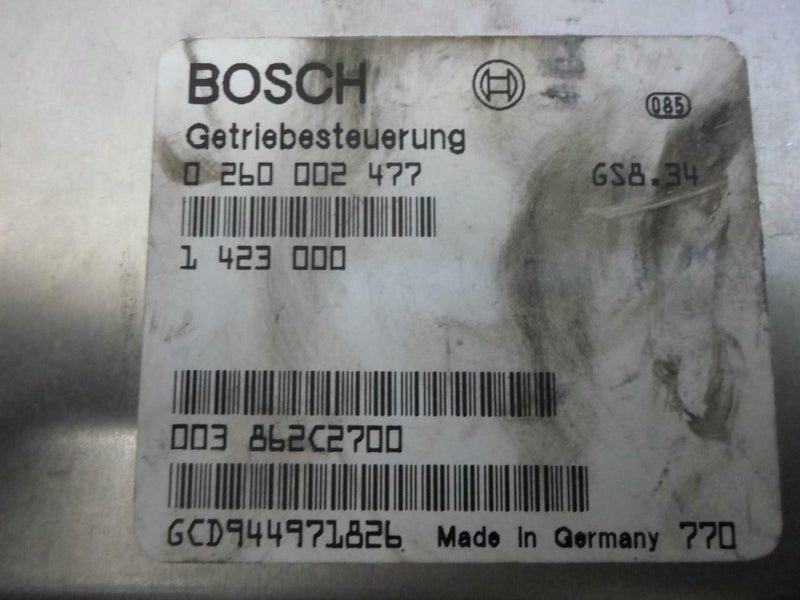 BOSCH
085
Getriebesteuerung
0 260 002 477 GS8.34
1 423 000
003 862C2700
GCD944971826 Made in Germany 770